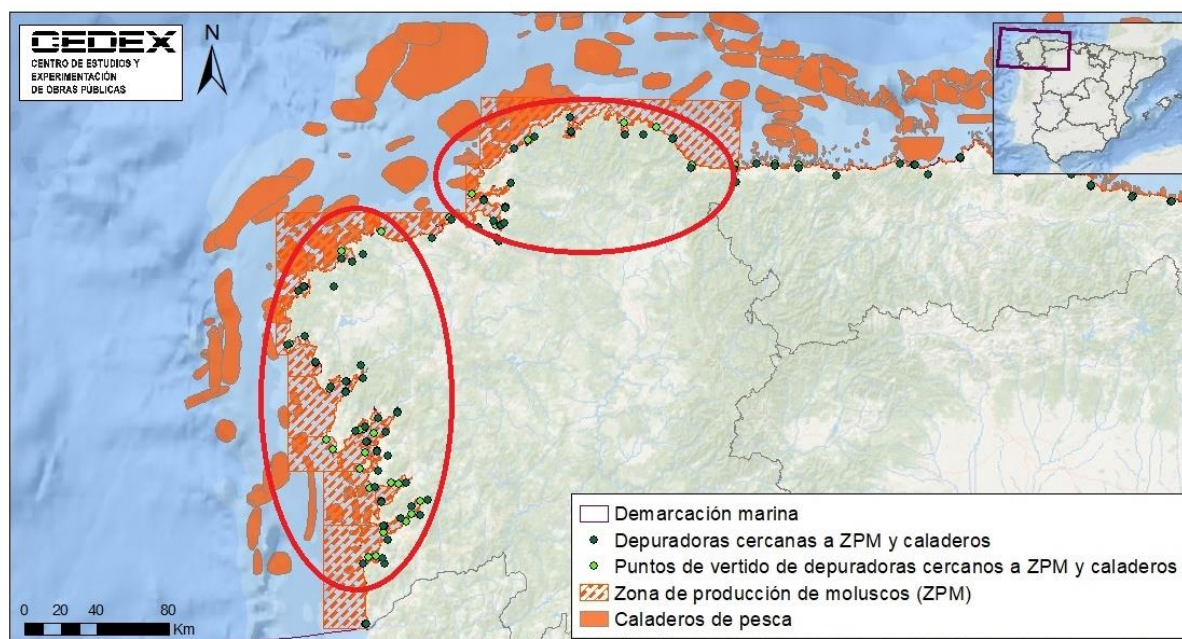 CEDEX
CENTRO DE ESTUDIOS Y
EXPERIMENTACIÓN
DE OBRAS PÚBLICAS
N
Demarcación marina
Depuradoras cercanas a ZPM y caladeros
Puntos de vertido de depuradoras cercanos a ZPM y caladeros
Zona de producción de moluscos (ZPM)
Caladeros de pesca
0 20 40 80
Km